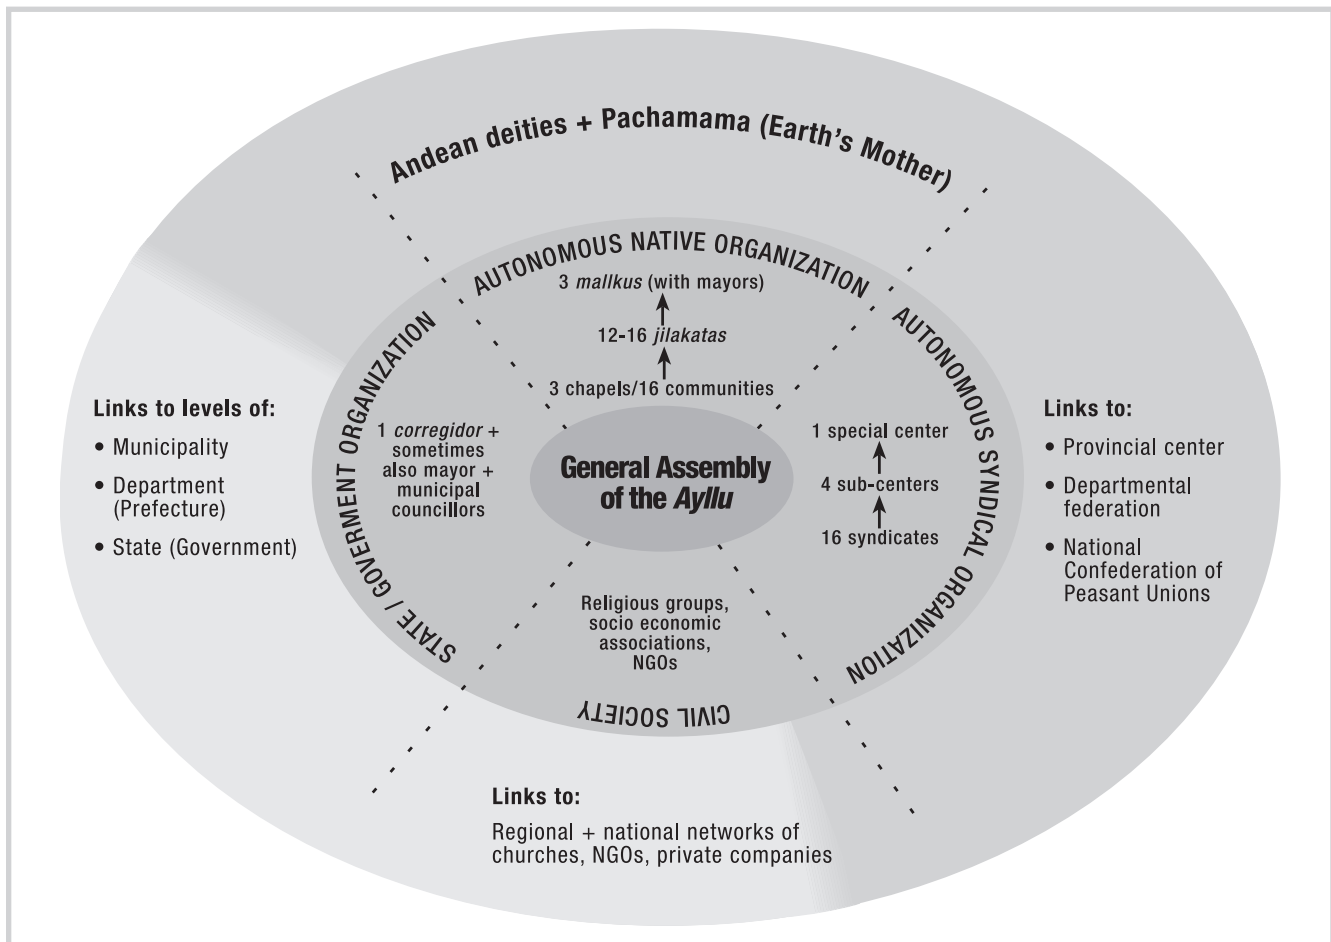 Andean deities + Pachamama (Earth's Mother)
AUTONOMOUS NATIVE ORGANIZATION
3 mallkus (with mayors)
12-16 jilakatas
3 chapels/16 communities
STATE / GOVERMENT ORGANIZATION
1 corregidor +
sometimes
also mayor +
municipal
councillors
General Assembly
of the Ayllu
AUTONOMOUS SYNDICAL ORGANIZATION
1 special center
4 sub-centers
16 syndicates
Religious groups,
socio economic
associations,
NGOs
CIVIL SOCIETY
Links to levels of:
• Municipality
• Department
(Prefecture)
• State (Government)
Links to:
• Provincial center
• Departmental
federation
• National
Confederation of
Peasant Unions
Links to:
Regional + national networks of
churches, NGOs, private companies